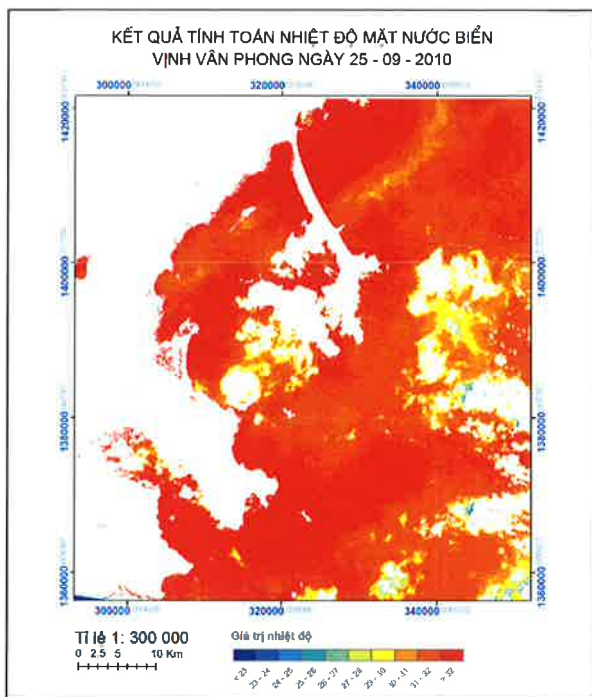 KẾT QUẢ TÍNH TOÁN NHIỆT ĐỘ MẶT NƯỚC BIỂN
VỊNH VÂN PHONG NGÀY 25 - 09 - 2010
300000 320000 340000
1420000 1420000
1400000 1400000
1380000 1380000
1360000 1360000
300000 320000 340000
Tỉ lệ 1: 300 000
0 2.5 5 10 Km
Giá trị nhiệt độ
< 23 23 - 24 24 - 25 25 - 26 26 - 27 27 - 28 29 - 30 31 - 32 > 32